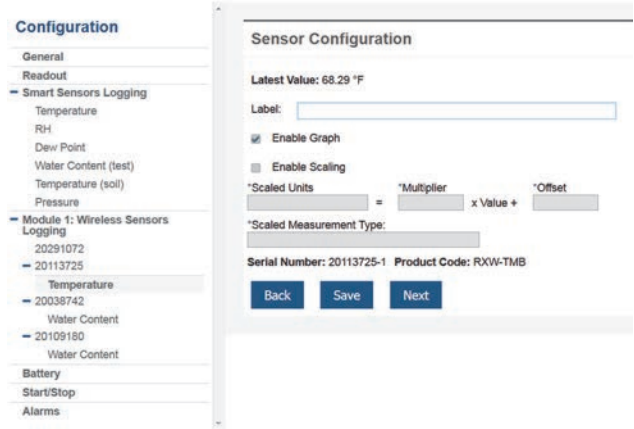 Configuration
General
Readout
Smart Sensors Logging
Temperature
RH
Dew Point
Water Content (test)
Temperature (soil)
Pressure
Module 1: Wireless Sensors
Logging
20291072
20113725
Temperature
20038742
Water Content
20109180
Water Content
Battery
Start/Stop
Alarms
Sensor Configuration
Latest Value: 68.29 °F
Label:
Enable Graph
Enable Scaling
*Scaled Units = *Multiplier x Value + *Offset
*Scaled Measurement Type:
Serial Number: 20113725-1 Product Code: RXW-TMB
Back Save Next